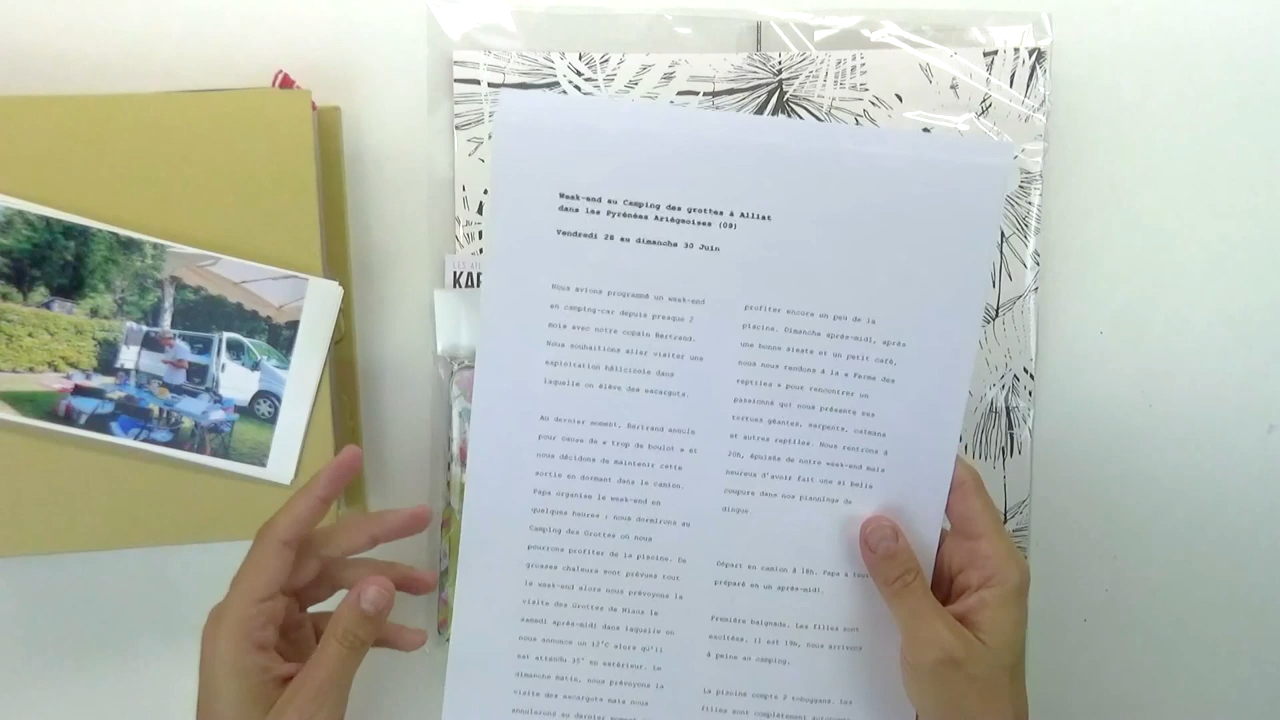 Week-end au Camping des grottes à Alliat
dans les Pyrénées Ariégeoises (09)
Vendredi 28 au dimanche 30 Juin
LES AT
KAR
Nous avions programmé un week-end
en camping-car depuis presque 2
mois avec notre copain Bertrand.
Nous souhaitions aller visiter une
exploitation hélicicole dans
laquelle on élève des escargots.
Au dernier moment, Bertrand annule
pour cause de « trop de boulot » et
nous décidons de maintenir cette
sortie en dormant dans le camion.
Papa organise le week-end en
quelques heures ; nous dormirons au
Camping des Grottes où nous
pourrons profiter de la piscine. De
grosses chaleurs sont prévues tout
le week-end alors nous prévoyons la
visite des Grottes de Niaux le
samedi après-midi dans laquelle on
nous annonce un 12°C alors qu'il
est attendu 35° en extérieur. Le
dimanche matin, nous prévoyons la
visite des escargots mais nous
annulerons au dernier moment
profiter encore un peu de la
piscine. Dimanche après-midi, après
une bonne sieste et un petit café,
nous nous rendons à la « Ferme des
reptiles » pour rencontrer un
passionné qui nous présente ses
tortues géantes, serpents, caïmans
et autres reptiles. Nous rentrons à
20h, épuisés de notre week-end mais
heureux d'avoir fait une si belle
coupure dans nos plannings de
dingue.
Départ en camion à 18h. Papa a tout
préparé en un après-midi.
Première baignade. Les filles sont
excitées. Il est 19h, nous arrivons
à peine au camping.
La piscine compte 2 toboggans. Les
filles sont complètement